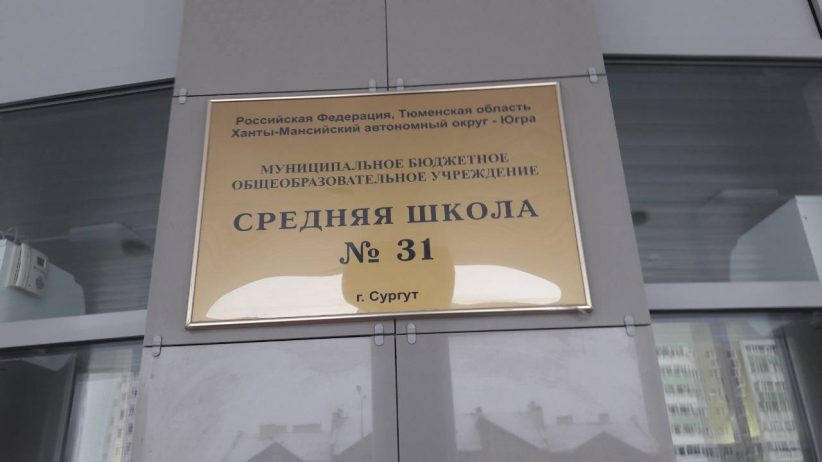 Российская Федерация, Тюменская область
Ханты-Мансийский автономный округ - Югра
МУНИЦИПАЛЬНОЕ БЮДЖЕТНОЕ
ОБЩЕОБРАЗОВАТЕЛЬНОЕ УЧРЕЖДЕНИЕ
СРЕДНЯЯ ШКОЛА
№ 31
г. Сургут